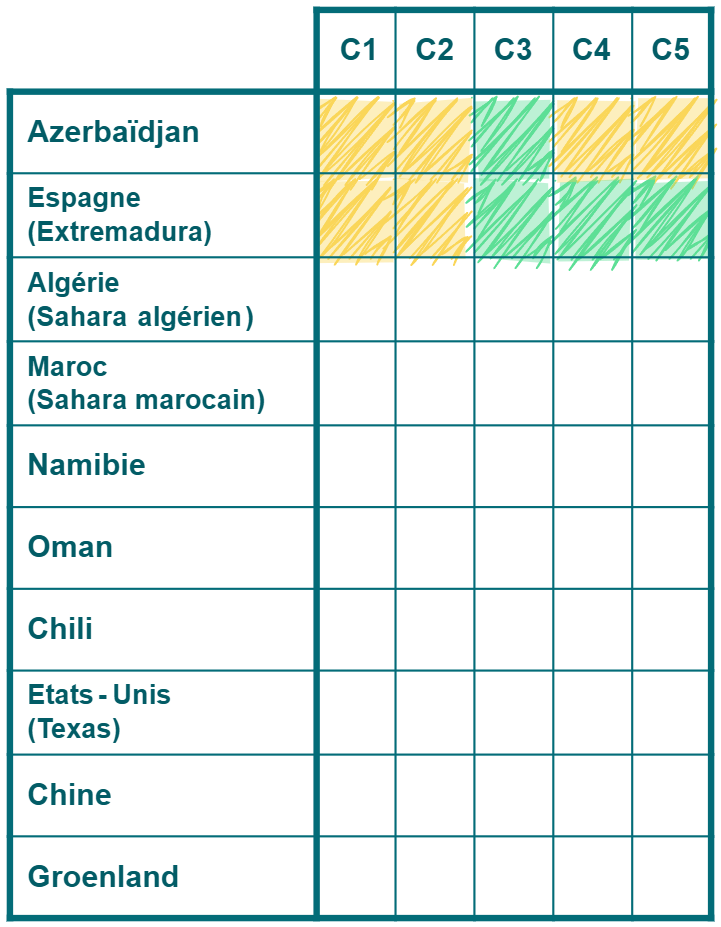 C1 C2 C3 C4 C5
Azerbaïdjan
Espagne
(Extremadura)
Algérie
(Sahara algérien)
Maroc
(Sahara marocain)
Namibie
Oman
Chili
Etats-Unis
(Texas)
Chine
Groenland